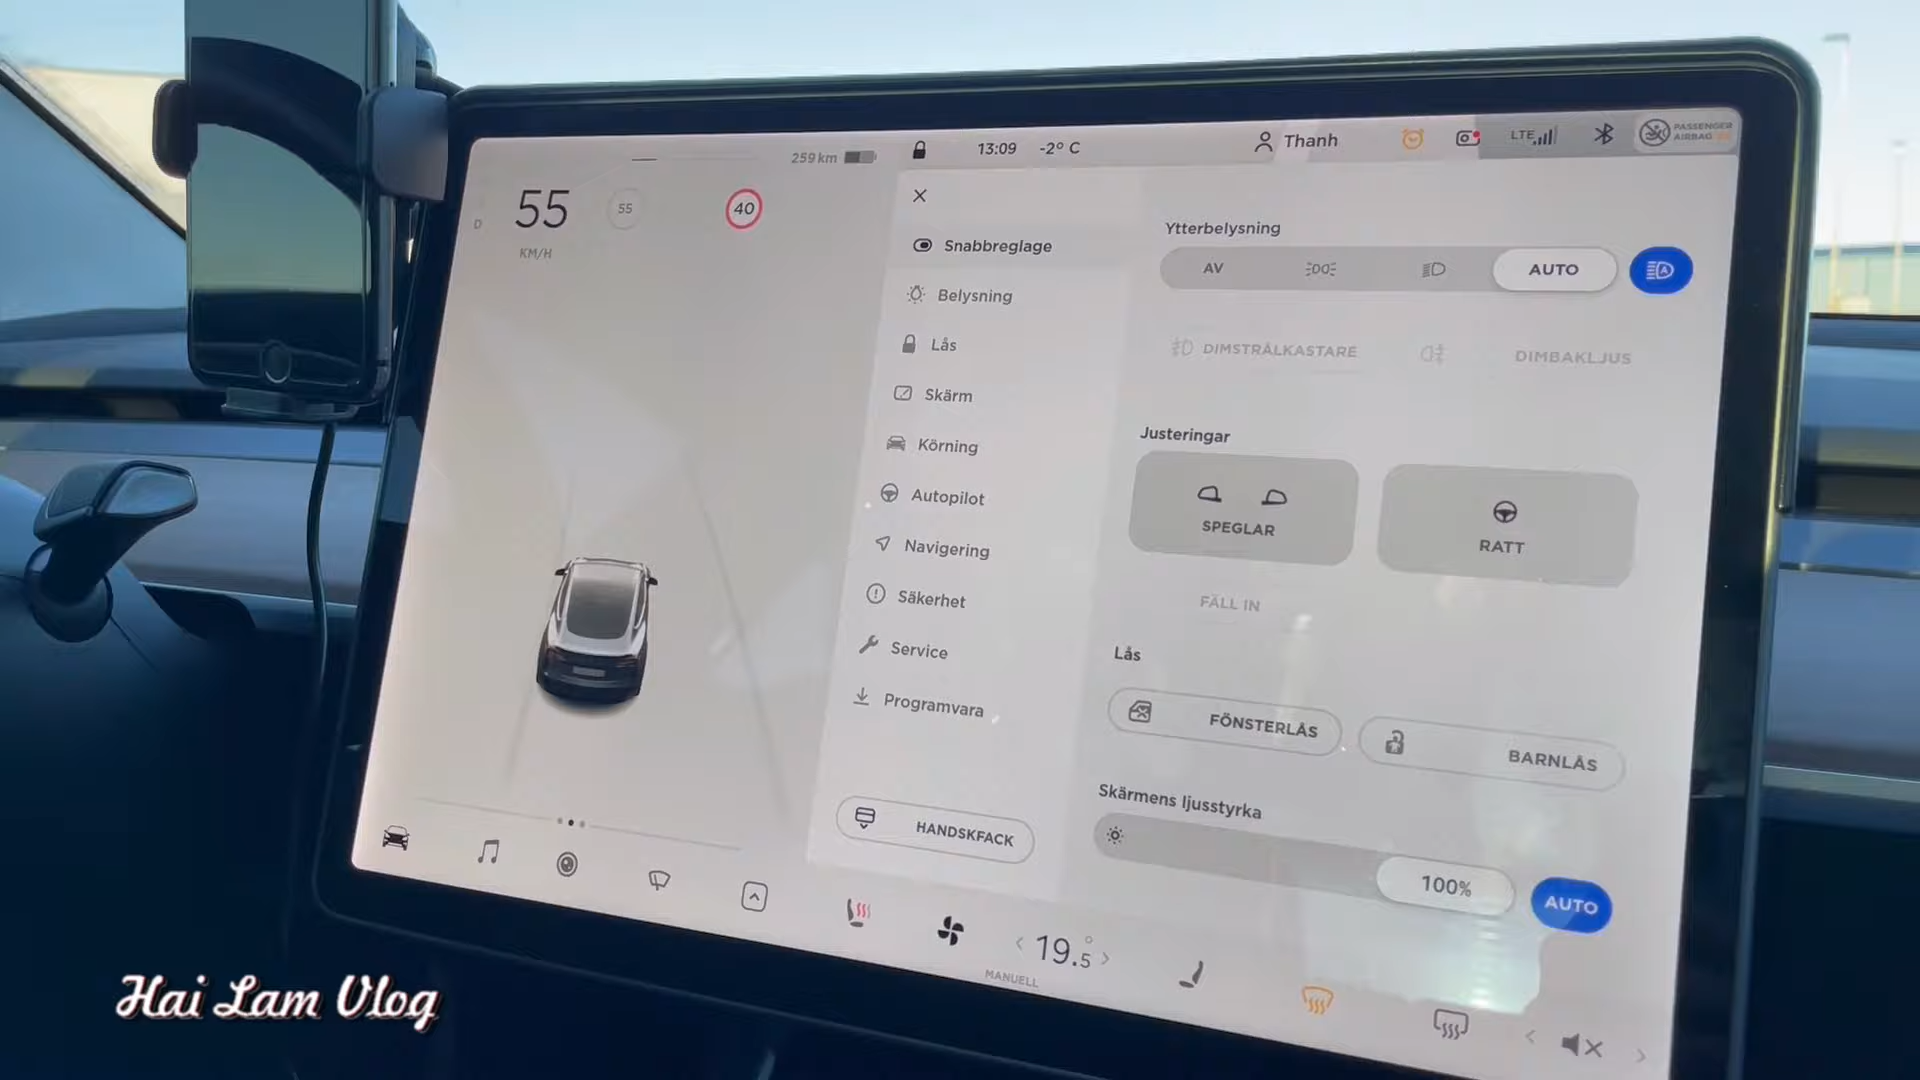 259 km
13:09
-2° C
Thanh
LTE
PASSENGER
AIRBAG
D
55
KM/H
55
40
Snabbreglage
Belysning
Lås
Skärm
Körning
Autopilot
Navigering
Säkerhet
Service
Programvara
HANDSKFACK
Ytterbelysning
AV
AUTO
DIMSTRÅLKASTARE
DIMBAKLJUS
Justeringar
SPEGLAR
RATT
FÄLL IN
Lås
FÖNSTERLÅS
BARNLÅS
Skärmens ljusstyrka
100%
AUTO
19.5°
MANUELL
Hai Lam Vlog